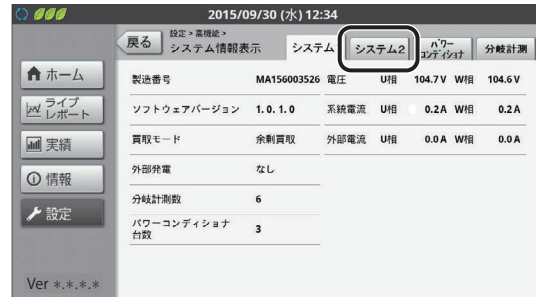 2015/09/30 (水) 12:34
戻る
設定 > 高機能 >
システム情報表示
システム
システム2
パワー
コンディショナ
分岐計測
ホーム
ライブ
レポート
実績
情報
設定
Ver *.*.*.*
製造番号 MA156003526 電圧 U相 104.7 V W相 104.6 V
ソフトウェアバージョン 1.0.1.0 系統電流 U相 0.2 A W相 0.2 A
買取モード 余剰買取 外部電流 U相 0.0 A W相 0.0 A
外部発電 なし
分岐計測数 6
パワーコンディショナ
台数 3